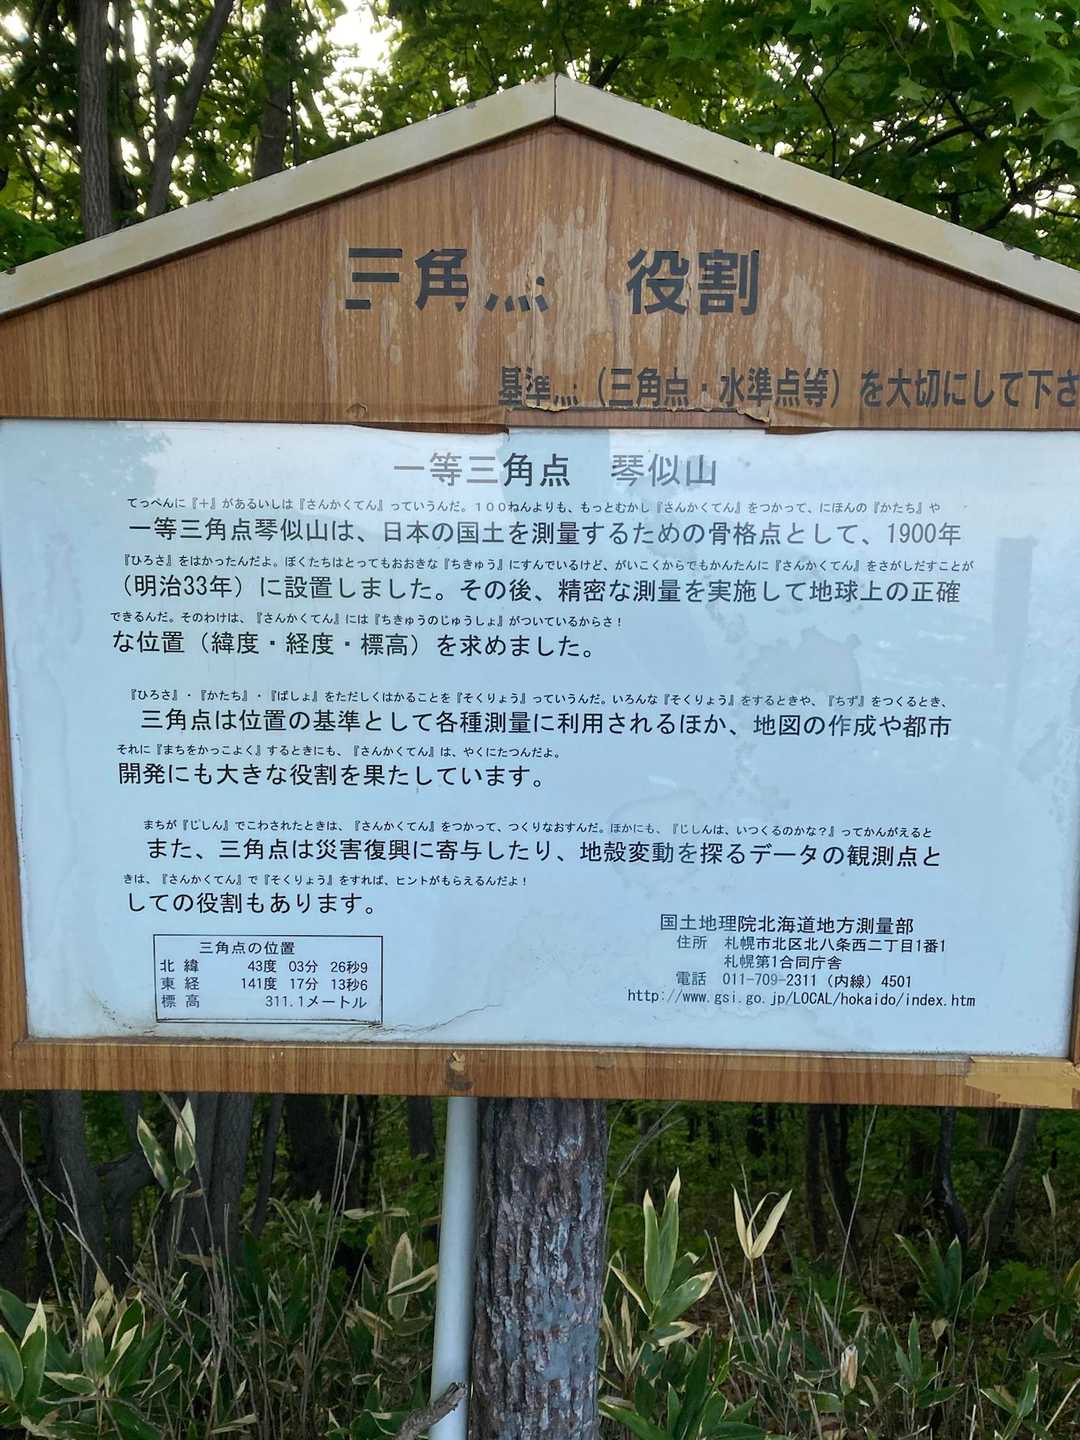 三角点 役割
基準点（三角点・水準点等）を大切にして下さ
一等三角点　琴似山
てっぺんに『＋』があるいしは『さんかくてん』っていうんだ。１００ねんよりも、もっとむかし『さんかくてん』をつかって、にほんの『かたち』や
一等三角点琴似山は、日本の国土を測量するための骨格点として、1900年
『ひろさ』をはかったんだよ。ぼくたちはとってもおおきな『ちきゅう』にすんでいるけど、がいこくからでもかんたんに『さんかくてん』をさがしだすことが
（明治33年）に設置しました。その後、精密な測量を実施して地球上の正確
できるんだ。そのわけは、『さんかくてん』には『ちきゅうのじゅうしょ』がついているからさ！
な位置（緯度・経度・標高）を求めました。
『ひろさ』・『かたち』・『ばしょ』をただしくはかることを『そくりょう』っていうんだ。いろんな『そくりょう』をするときや、『ちず』をつくるとき、
三角点は位置の基準として各種測量に利用されるほか、地図の作成や都市
それに『まちをかっこよく』するときにも、『さんかくてん』は、やくにたつんだよ。
開発にも大きな役割を果たしています。
まちが『じしん』でこわされたときは、『さんかくてん』をつかって、つくりなおすんだ。ほかにも、『じしんは、いつくるのかな？』ってかんがえると
また、三角点は災害復興に寄与したり、地殻変動を探るデータの観測点と
きは、『さんかくてん』で『そくりょう』をすれば、ヒントがもらえるんだよ！
しての役割もあります。
三角点の位置
北緯　43度 03分 26秒9
東経　141度 17分 13秒6
標高　311.1メートル
国土地理院北海道地方測量部
住所　札幌市北区北八条西二丁目1番1
札幌第1合同庁舎
電話　011-709-2311（内線）4501
http://www.gsi.go.jp/LOCAL/hokaido/index.htm